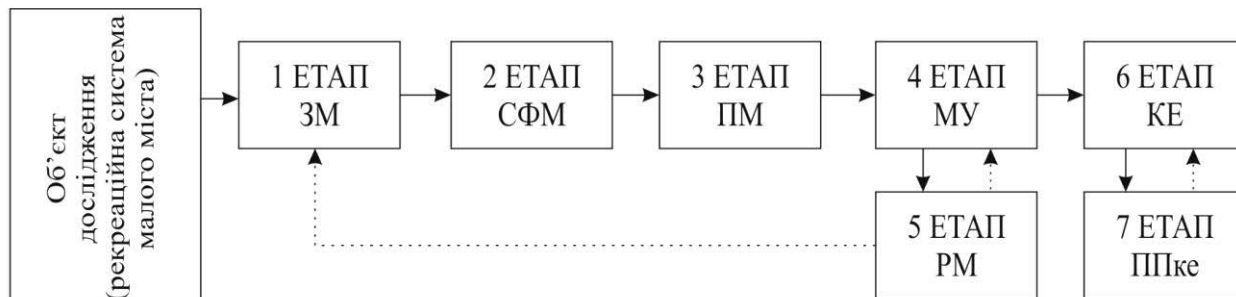 Об’єкт
дослідження
(рекреаційна система
малого міста)
1 ЕТАП
ЗМ
2 ЕТАП
СФМ
3 ЕТАП
ПМ
4 ЕТАП
МУ
6 ЕТАП
КЕ
5 ЕТАП
РМ
7 ЕТАП
ППке